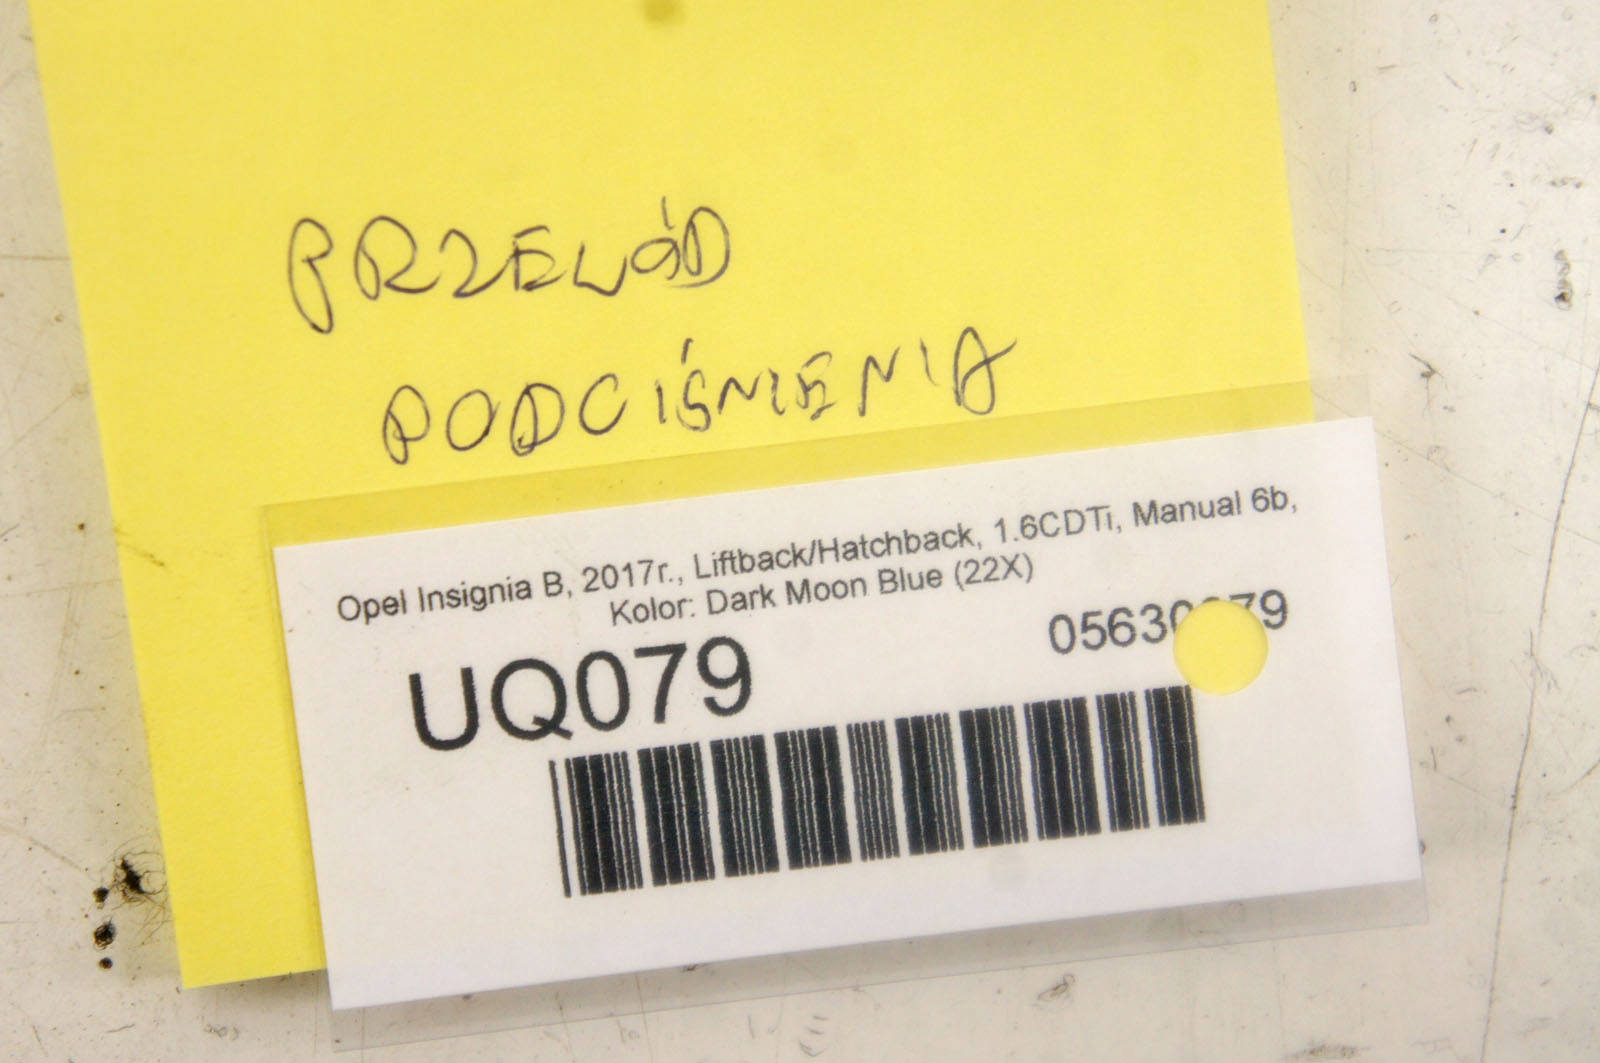 PRZEWÓD
PODCIŚNIENIA
Opel Insignia B, 2017r., Liftback/Hatchback, 1.6CDTi, Manual 6b,
Kolor: Dark Moon Blue (22X)
UQ079